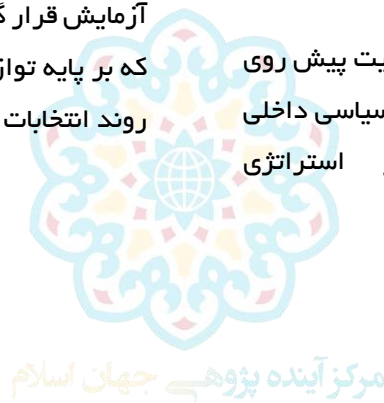 یت پیش روی
سیاسی داخلی
استراتژی
آزمایش قرار گ
که بر پایه تواز
روند انتخابات
مرکز آینده پژوهی جهان اسلام